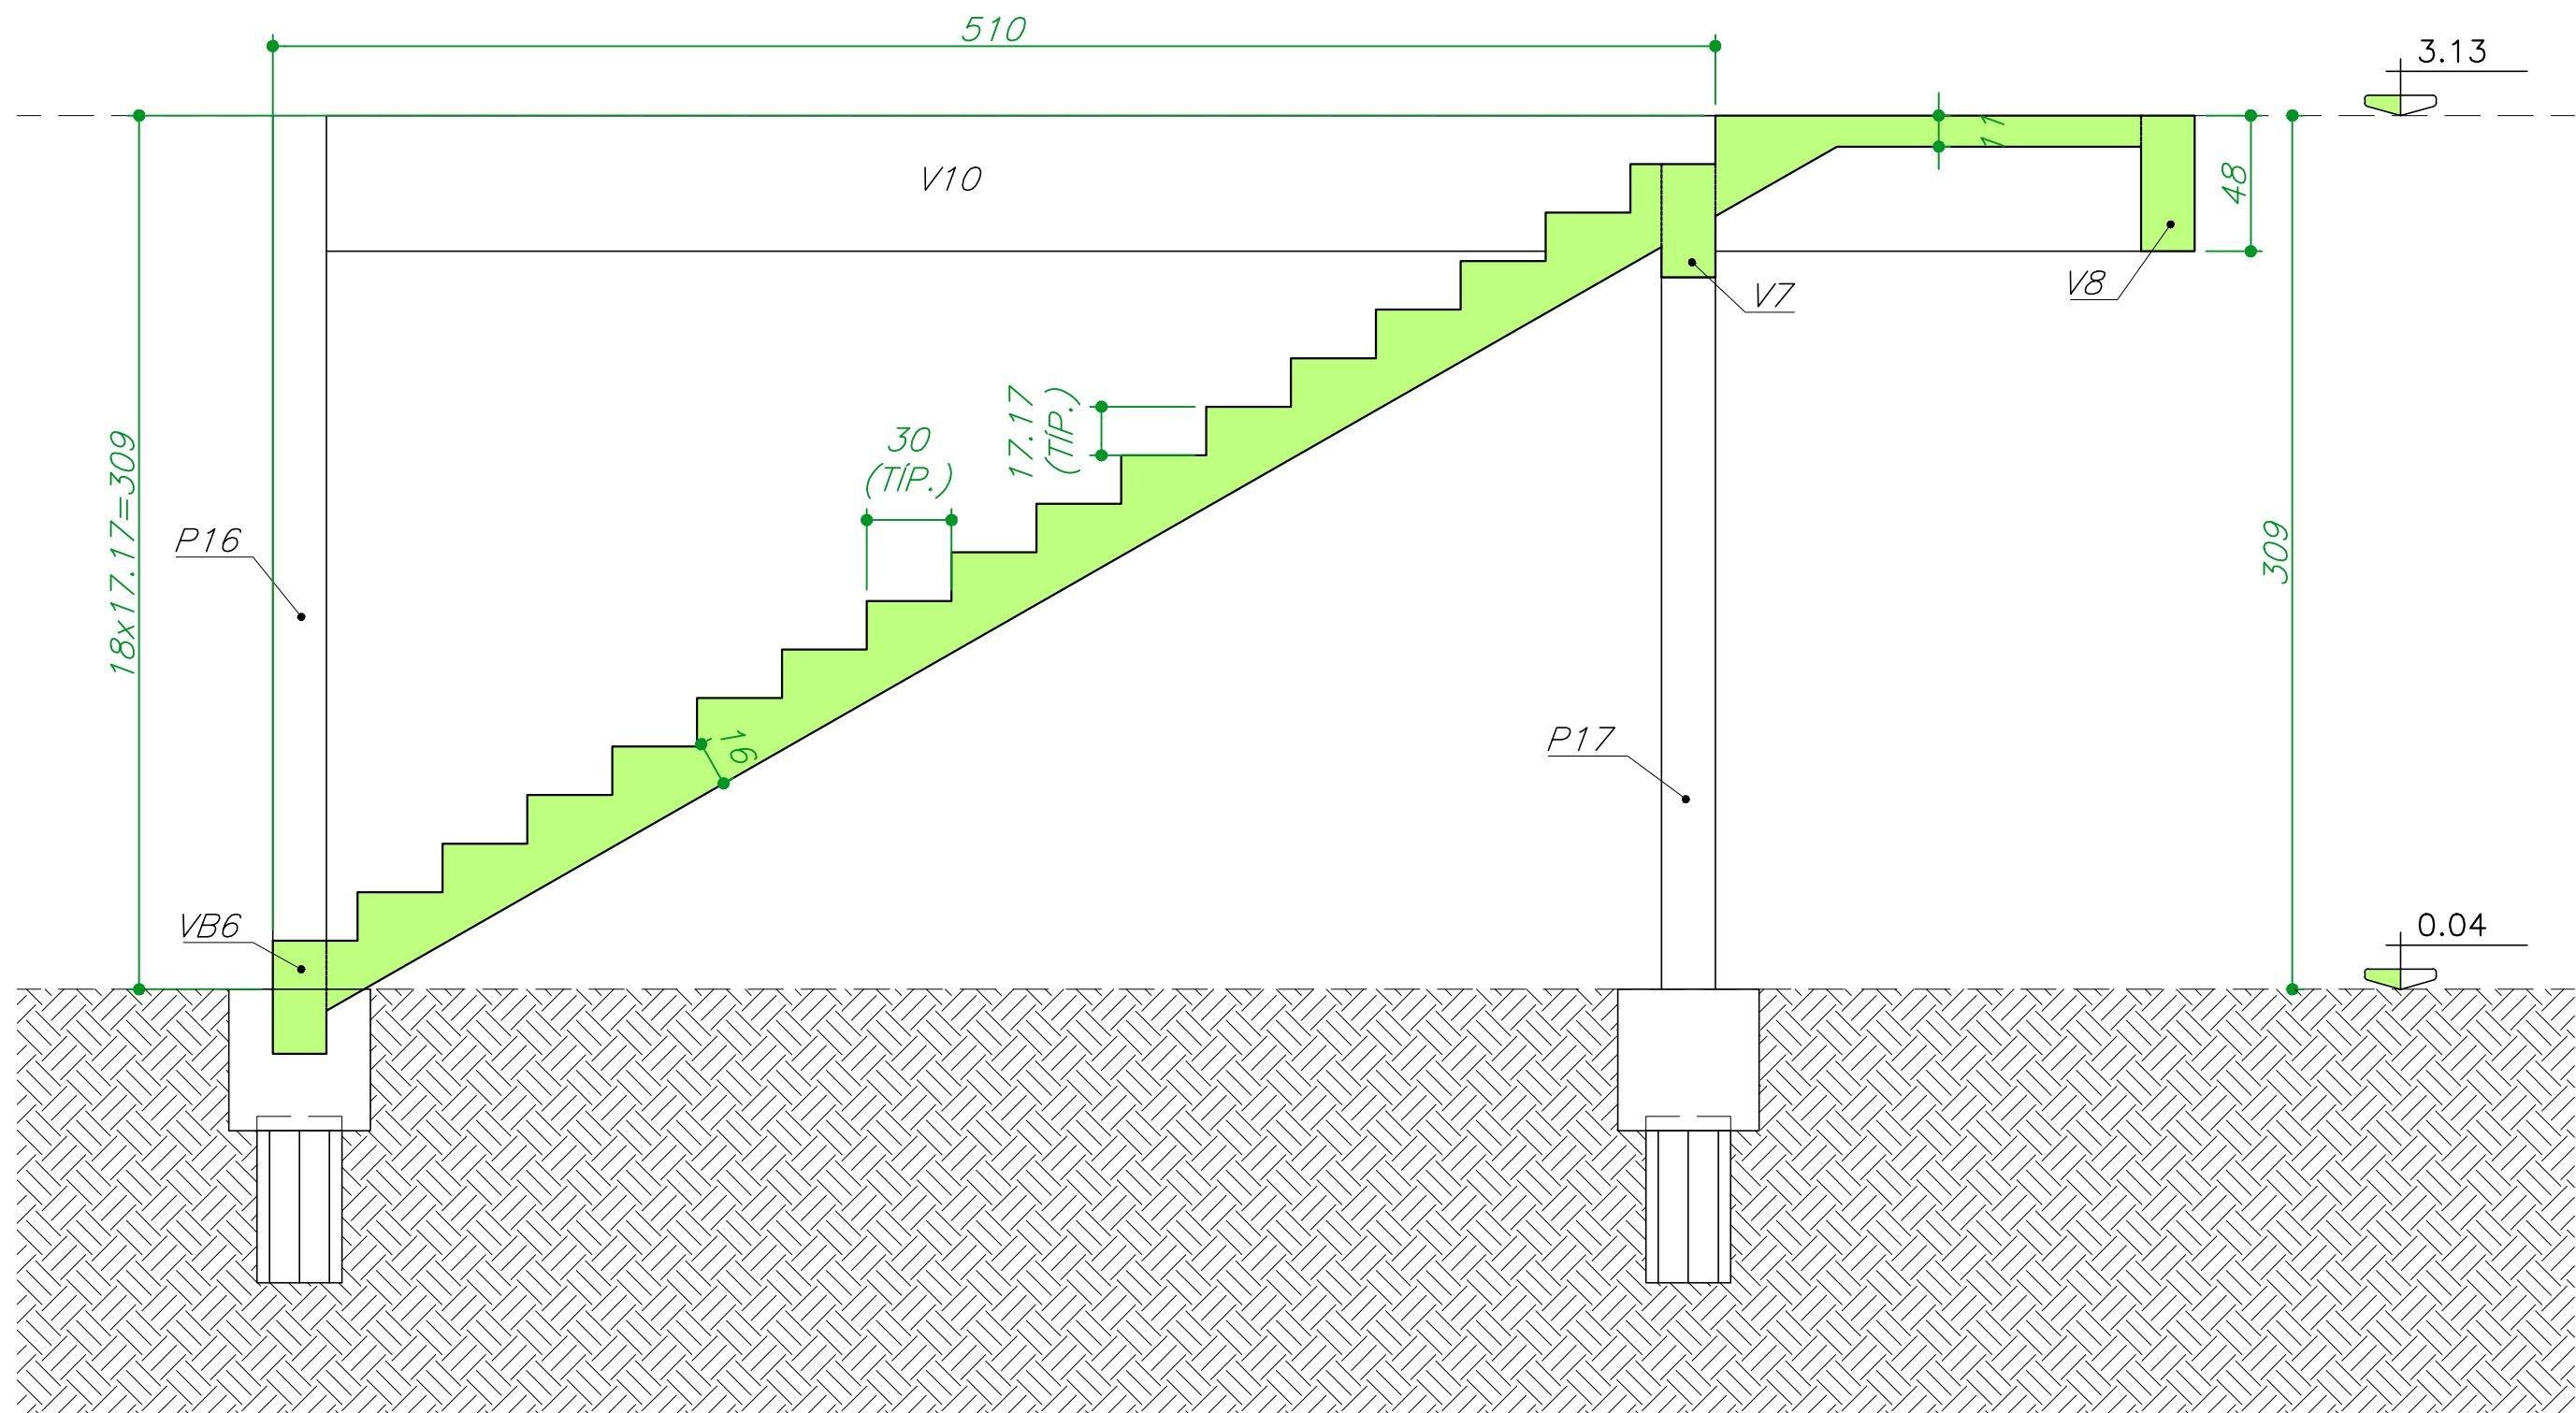 510
3.13
V10
11
48
V7
V8
30
(TÍP.)
17.17
(TÍP.)
18x17.17=309
P16
309
16
P17
VB6
0.04